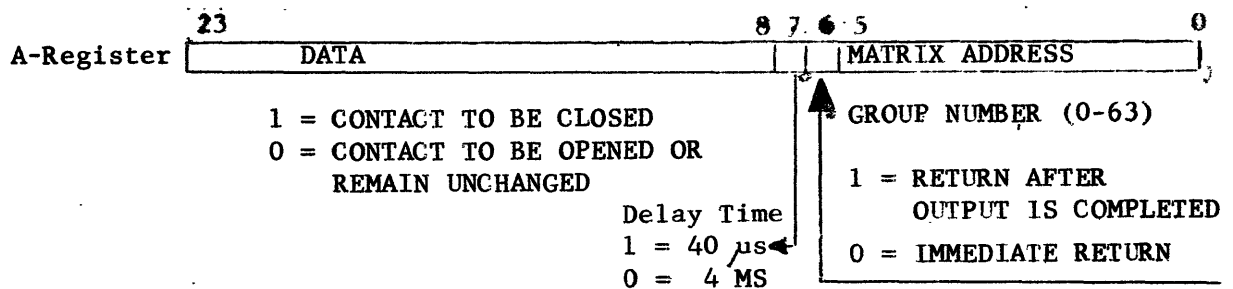 23 8 7 6 5 0
A-Register DATA MATRIX ADDRESS
1 = CONTACT TO BE CLOSED
0 = CONTACT TO BE OPENED OR
REMAIN UNCHANGED
Delay Time
1 = 40 µs
0 = 4 MS
GROUP NUMBER (0-63)
1 = RETURN AFTER
OUTPUT IS COMPLETED
0 = IMMEDIATE RETURN